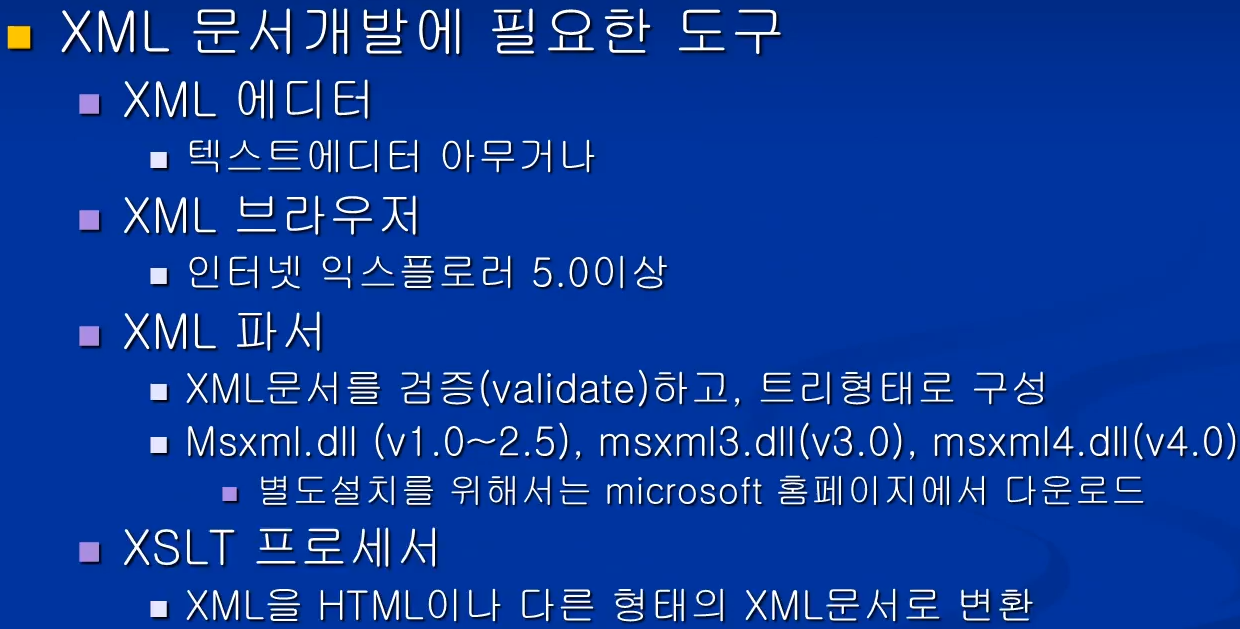 XML 문서개발에 필요한 도구
XML 에디터
텍스트에디터 아무거나
XML 브라우저
인터넷 익스플로러 5.0이상
XML 파서
XML문서를 검증(validate)하고, 트리형태로 구성
Msxml.dll (v1.0~2.5), msxml3.dll(v3.0), msxml4.dll(v4.0)
별도설치를 위해서는 microsoft 홈페이지에서 다운로드
XSLT 프로세서
XML을 HTML이나 다른 형태의 XML문서로 변환